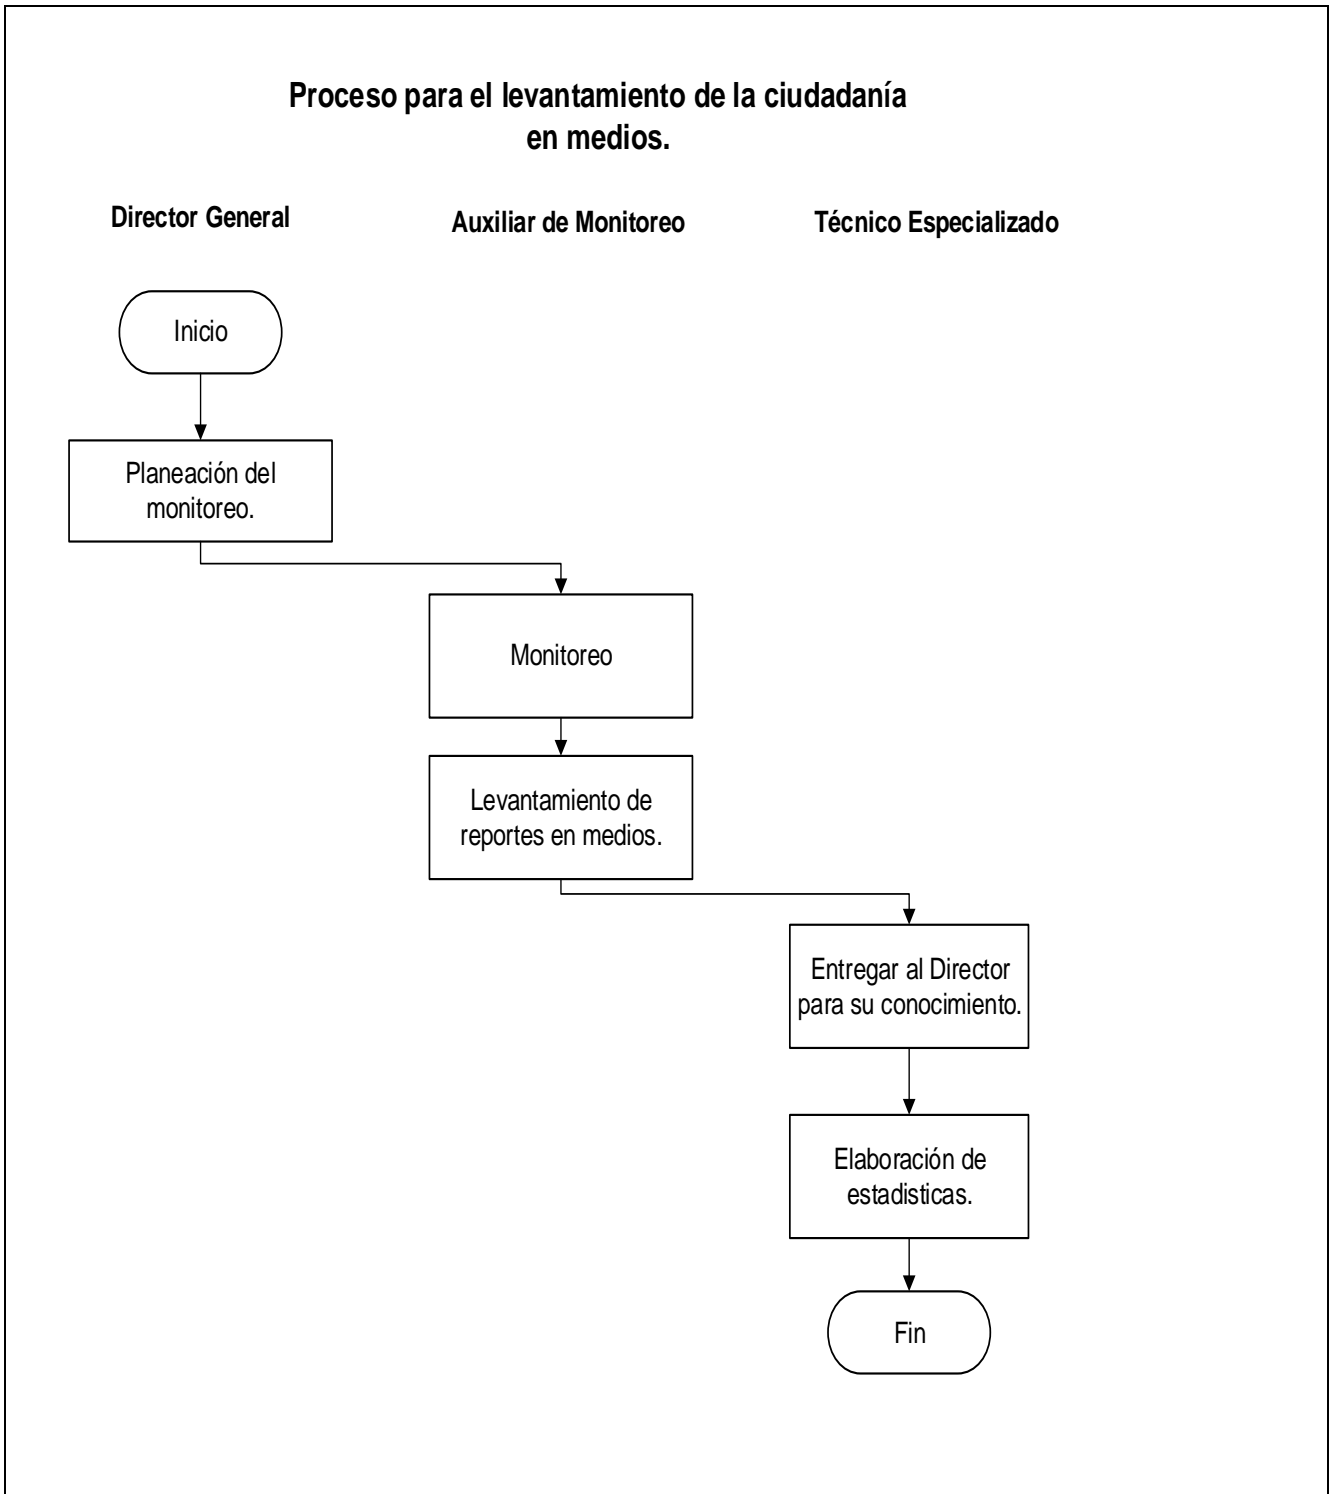 Proceso para el levantamiento de la ciudadanía
en medios.
Director General
Auxiliar de Monitoreo
Técnico Especializado
Inicio
Planeación del
monitoreo.
Monitoreo
Levantamiento de
reportes en medios.
Entregar al Director
para su conocimiento.
Elaboración de
estadisticas.
Fin